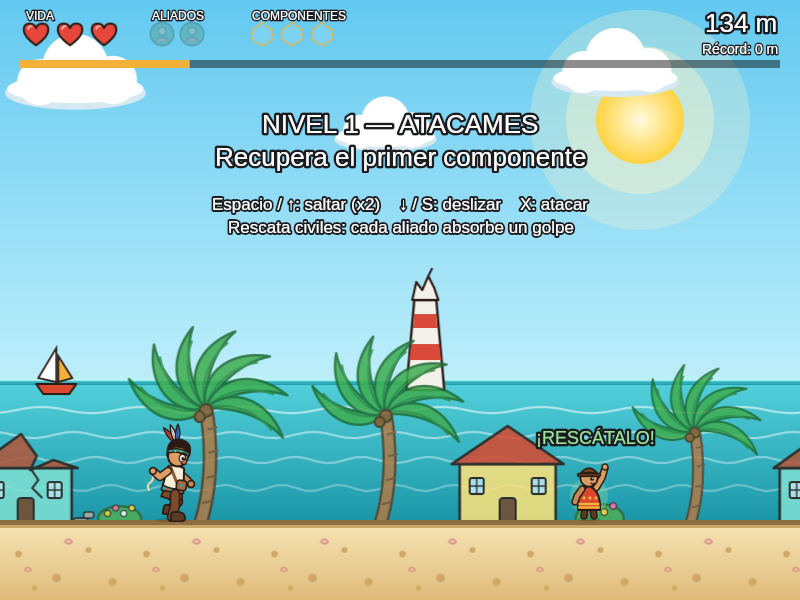 VIDA
ALIADOS
COMPONENTES
134 m
Récord: 0 m
NIVEL 1 — ATACAMES
Recupera el primer componente
Espacio / ↑: saltar (x2) ↓ / S: deslizar X: atacar
Rescata civiles: cada aliado absorbe un golpe
¡RESCÁTALO!